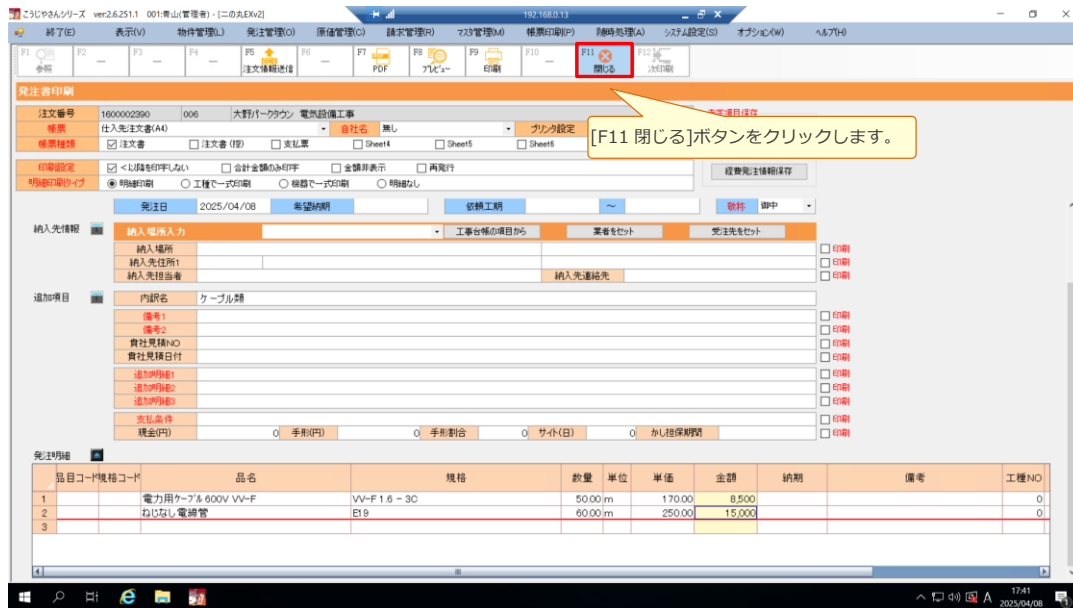 こうじやさんシリーズ ver.2.6.251.1 001:青山(管理者) - [二の丸EXv2]
192.168.0.13
終了(E) 表示(V) 物件管理(L) 発注管理(O) 原価管理(C) 請求管理(R) マスタ管理(M) 帳票印刷(P) 随時処理(A) システム設定(S) オプション(W) ヘルプ(H)
F1 参照 F2 F3 F4 F5 注文情報送信 F6 F7 PDF F8 プレビュー F9 印刷 F10 F11 閉じる F12 次印刷
発注書印刷
注文番号 1600002390 006 大野パークタウン 電気設備工事
帳票 仕入先注文書(A4) 自社名 無し プリンタ設定
[F11 閉じる]ボタンをクリックします。
帳票種類 注文書 注文書(控) 支払票 Sheet4 Sheet5 Sheet6
印刷設定 <以降を印字しない 合計金額のみ印字 金額非表示 再発行
経費発注情報保存
明細印刷タイプ 明細印刷 工種で一式印刷 機器で一式印刷 明細なし
発注日 2025/04/08 希望納期 依頼工期 ～ 敬称 御中
納入先情報 納入場所入力 工事台帳の項目から 業者をセット 受注先をセット
納入場所 印刷
納入先住所1 印刷
納入先担当者 納入先連絡先 印刷
追加項目 内訳名 ケーブル類
備考1 印刷
備考2 印刷
貴社見積NO 印刷
貴社見積日付 印刷
追加明細1 印刷
追加明細2 印刷
追加明細3 印刷
支払条件 印刷
現金(円) 0 手形(円) 0 手形割合 0 サイト(日) 0 かし担保期間 印刷
発注明細
品目コード 規格コード 品名 規格 数量 単位 単価 金額 納期 備考 工種NO
1 電力用ケーブル 600V VV-F VV-F 1.6 - 3C 50.00 m 170.00 8,500 0
2 ねじなし電線管 E19 60.00 m 250.00 15,000 0
3
A 17:41
2025/04/08